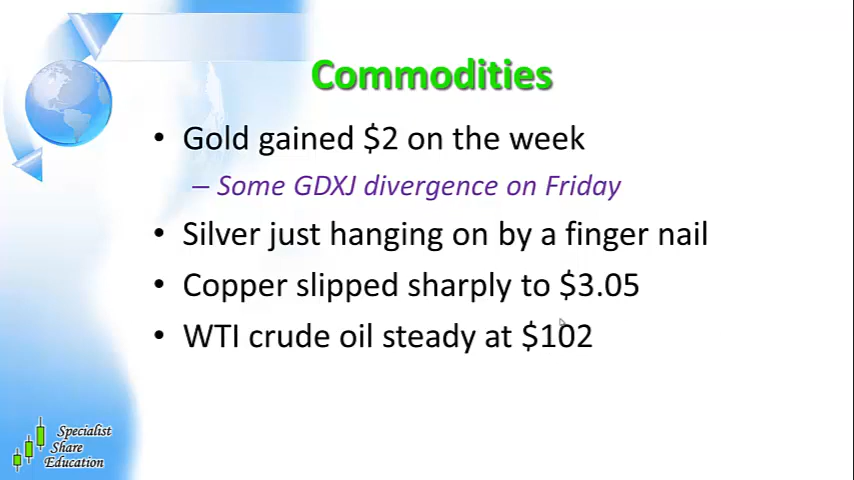 Commodities
• Gold gained $2 on the week
– Some GDXJ divergence on Friday
• Silver just hanging on by a finger nail
• Copper slipped sharply to $3.05
• WTI crude oil steady at $102
Specialist
Share
Education